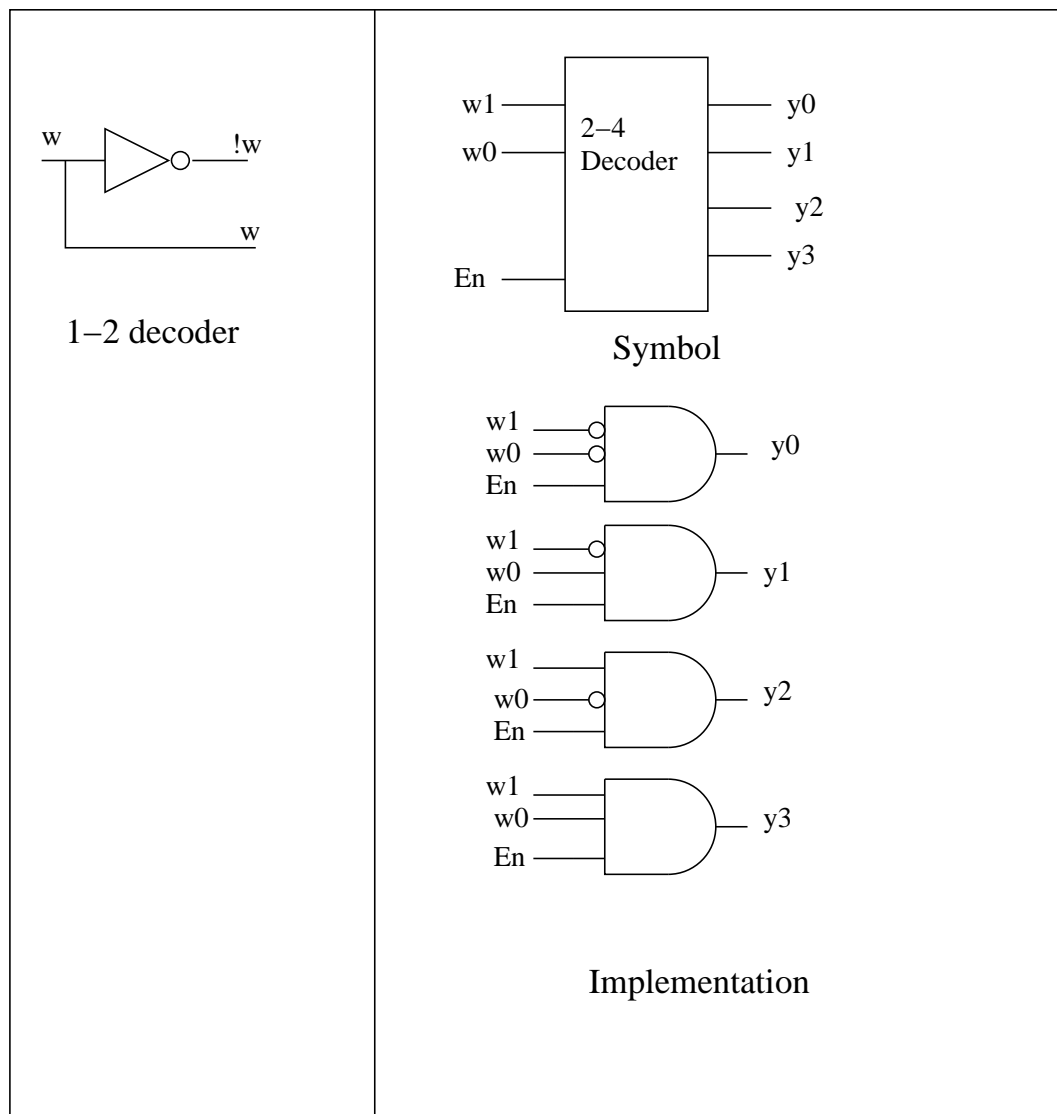 w
!w
w
1–2 decoder
w1
w0
En
2–4
Decoder
y0
y1
y2
y3
Symbol
w1
w0
En
y0
w1
w0
En
y1
w1
w0
En
y2
w1
w0
En
y3
Implementation